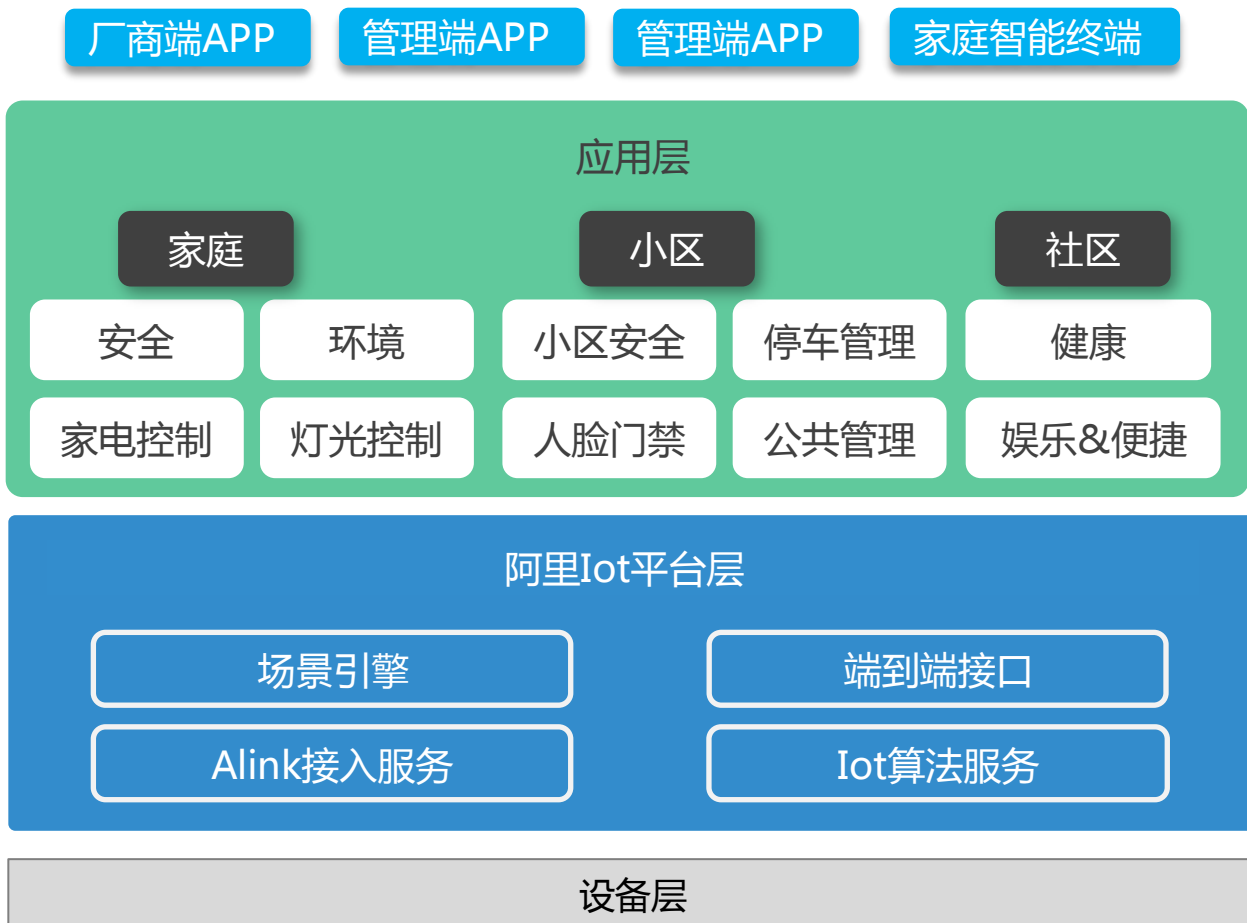 厂商端APP 管理端APP 管理端APP 家庭智能终端
应用层
家庭 小区 社区
安全 环境 小区安全 停车管理 健康
家电控制 灯光控制 人脸门禁 公共管理 娱乐&便捷
阿里Iot平台层
场景引擎 端到端接口
Alink接入服务 Iot算法服务
设备层